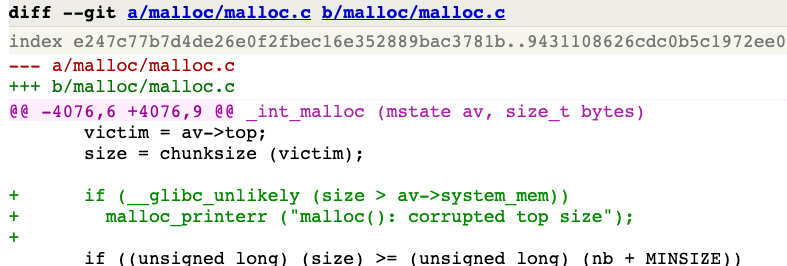 diff --git a/malloc/malloc.c b/malloc/malloc.c
index e247c77b7d4de26e0f2fbec16e352889bac3781b..9431108626cdc0b5c1972ee0
--- a/malloc/malloc.c
+++ b/malloc/malloc.c
@@ -4076,6 +4076,9 @@ _int_malloc (mstate av, size_t bytes)
       victim = av->top;
       size = chunksize (victim);

+      if (__glibc_unlikely (size > av->system_mem))
+        malloc_printerr ("malloc(): corrupted top size");
+
       if ((unsigned long) (size) >= (unsigned long) (nb + MINSIZE))